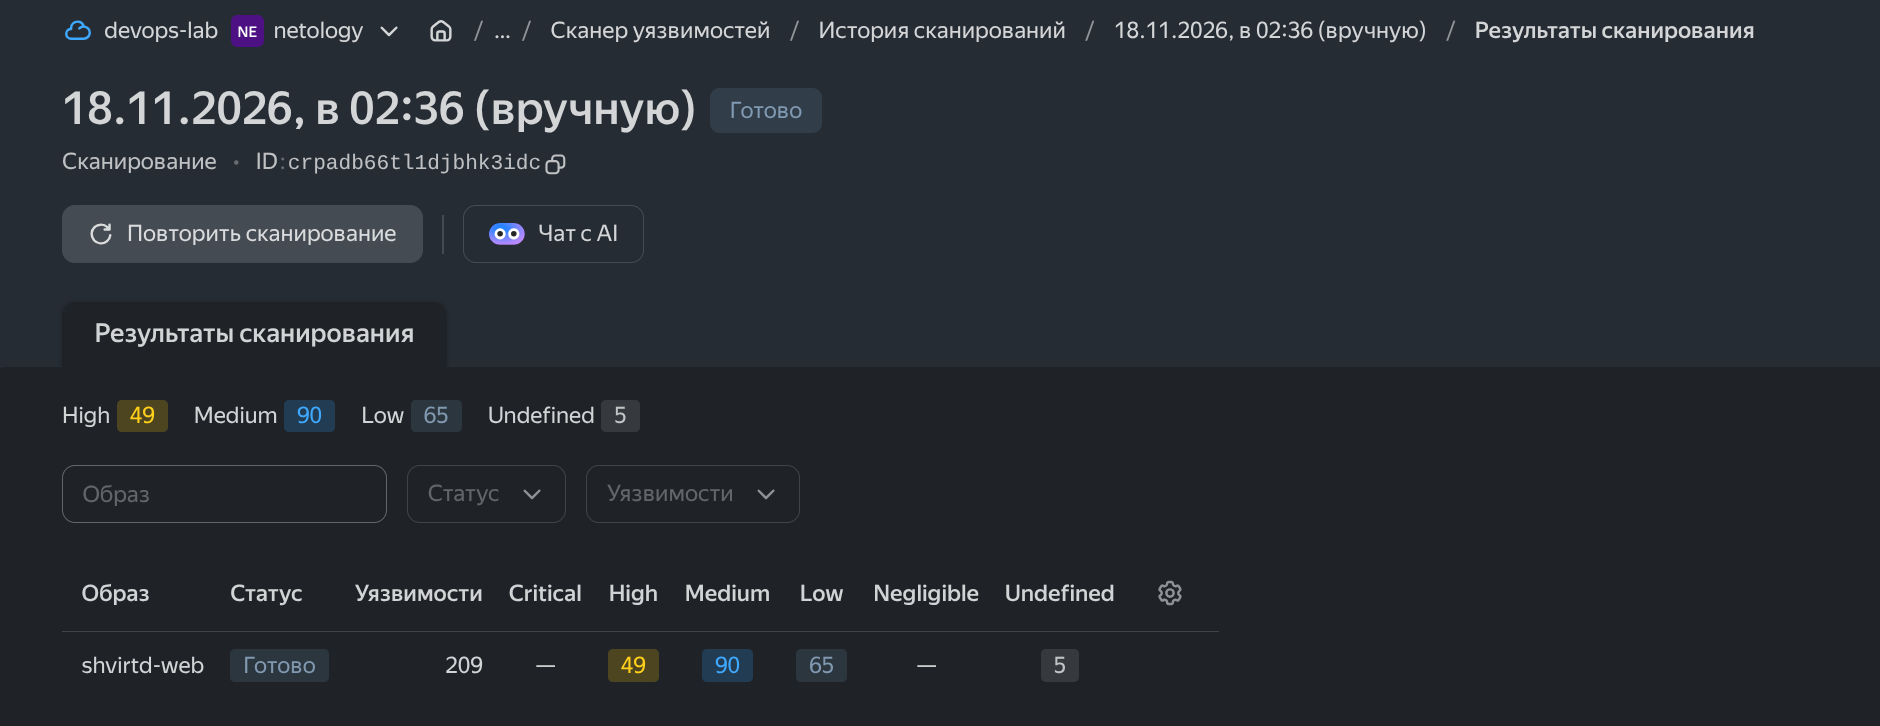 devops-lab NE netology / ... / Сканер уязвимостей / История сканирований / 18.11.2026, в 02:36 (вручную) / Результаты сканирования
18.11.2026, в 02:36 (вручную) Готово
Сканирование • ID:crpadb66tl1djbhk3idc
Повторить сканирование Чат с AI
Результаты сканирования
High 49 Medium 90 Low 65 Undefined 5
Образ Статус Уязвимости
Образ Статус Уязвимости Critical High Medium Low Negligible Undefined
shvirtd-web Готово 209 — 49 90 65 — 5